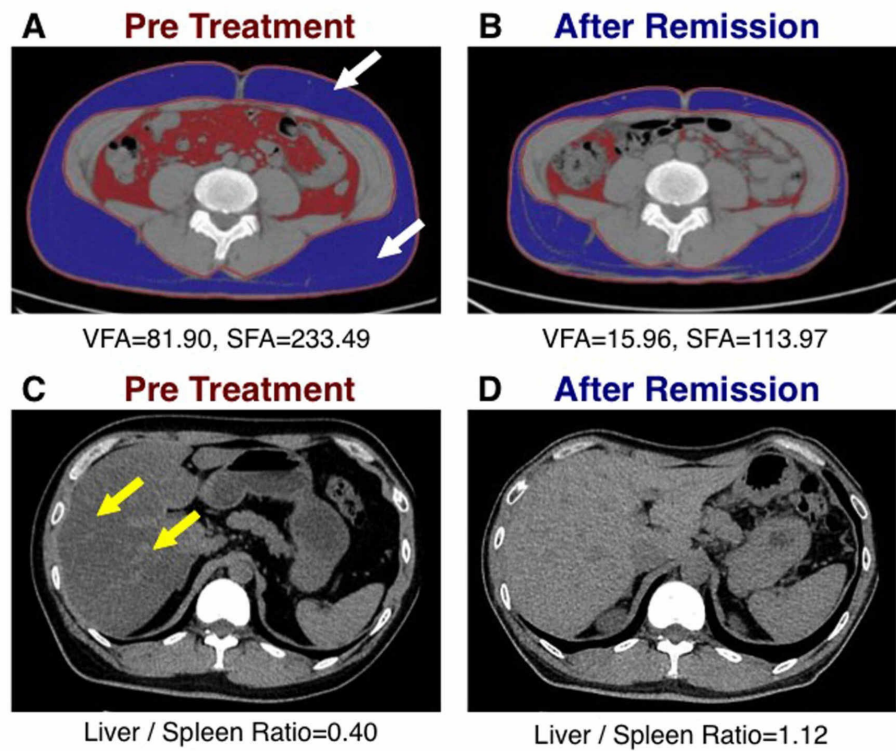 A Pre Treatment
B After Remission
VFA=81.90, SFA=233.49
VFA=15.96, SFA=113.97
C Pre Treatment
D After Remission
Liver / Spleen Ratio=0.40
Liver / Spleen Ratio=1.12